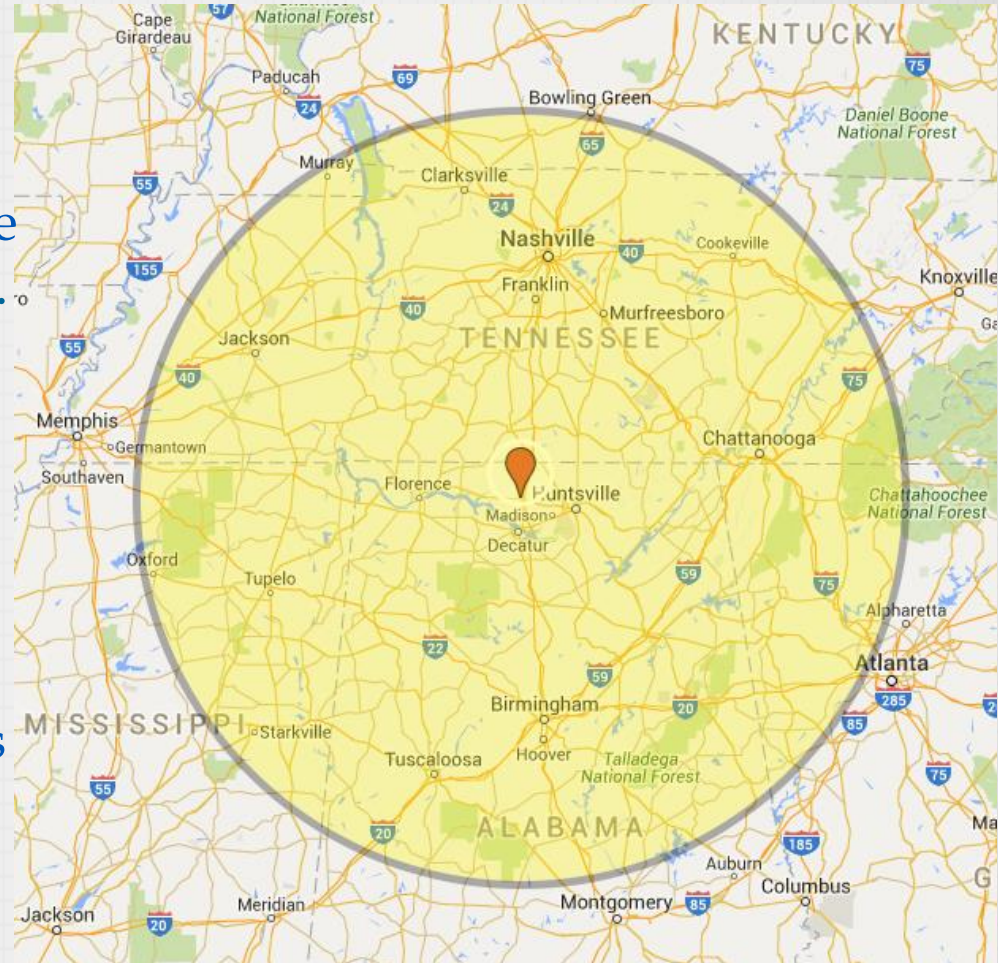 57
National Forest
Cape
Girardeau
KENTUCKY
Paducah
69
75
24
Bowling Green
Daniel Boone
National Forest
65
Murray
55
Clarksville
24
e
Nashville
40
Cookeville
155
Knoxville
.
Franklin
40
Murfreesboro
TENNESSEE
55
Jackson
40
75
Memphis
Germantown
Chattanooga
Southaven
Florence
Huntsville
Chattahoochee
National Forest
Madison
Decatur
Oxford
59
75
Tupelo
Alpharetta
22
Atlanta
59
285
Birmingham
20
MISSISSIPPI
Starkville
85
s
Hoover
Tuscaloosa
Talladega
National Forest
75
55
20
ALABAMA
185
Auburn
Columbus
Meridian
Montgomery
85
Jackson
20